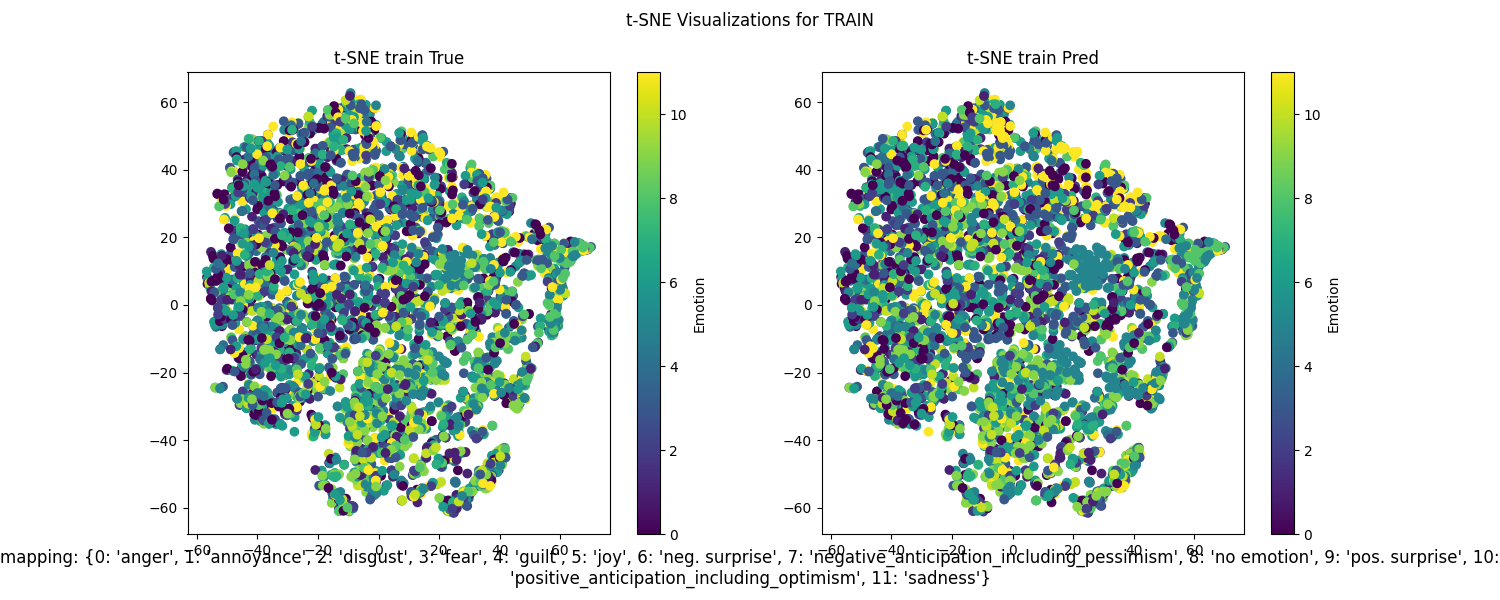 t-SNE Visualizations for TRAIN
t-SNE train True
60
40
20
0
−20
−40
−60
−60 −40 −20 0 20 40 60
10
8
6
4
2
0
Emotion
t-SNE train Pred
60
40
20
0
−20
−40
−60
−60 −40 −20 0 20 40 60
10
8
6
4
2
0
Emotion
mapping: {0: 'anger', 1: 'annoyance', 2: 'disgust', 3: 'fear', 4: 'guilt', 5: 'joy', 6: 'neg. surprise', 7: 'negative_anticipation_including_pessimism', 8: 'no emotion', 9: 'pos. surprise', 10:
'positive_anticipation_including_optimism', 11: 'sadness'}